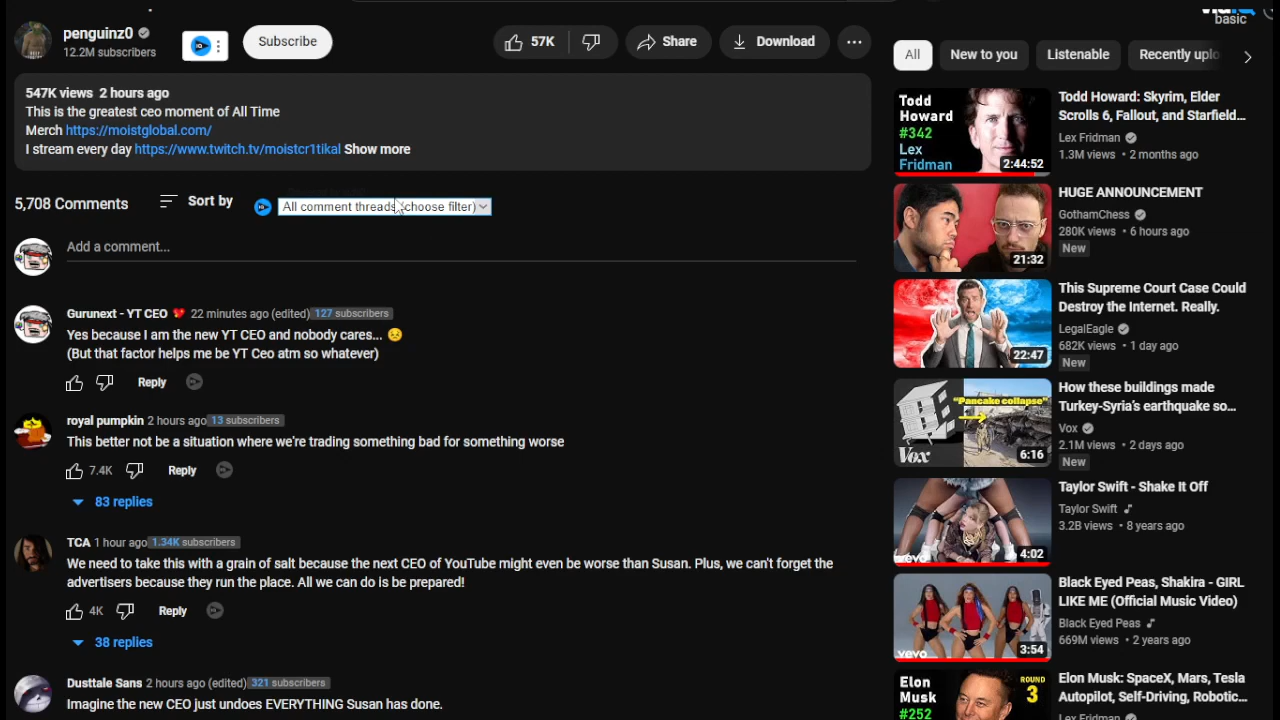 penguinz0
12.2M subscribers
Subscribe
57K
Share
Download
basic
547K views 2 hours ago
This is the greatest ceo moment of All Time
Merch https://moistglobal.com/
I stream every day https://www.twitch.tv/moistcr1tikal Show more
5,708 Comments
Sort by
All comment threads (choose filter)
Add a comment...
Gurunext - YT CEO 22 minutes ago (edited) 127 subscribers
Yes because I am the new YT CEO and nobody cares...
(But that factor helps me be YT Ceo atm so whatever)
Reply
royal pumpkin 2 hours ago 13 subscribers
This better not be a situation where we're trading something bad for something worse
7.4K
Reply
83 replies
TCA 1 hour ago 1.34K subscribers
We need to take this with a grain of salt because the next CEO of YouTube might even be worse than Susan. Plus, we can't forget the
advertisers because they run the place. All we can do is be prepared!
4K
Reply
38 replies
Dusttale Sans 2 hours ago (edited) 321 subscribers
Imagine the new CEO just undoes EVERYTHING Susan has done.
All
New to you
Listenable
Recently uplo
Todd
Howard
#342
Lex
Fridman
2:44:52
Todd Howard: Skyrim, Elder
Scrolls 6, Fallout, and Starfield...
Lex Fridman
1.3M views • 2 months ago
21:32
HUGE ANNOUNCEMENT
GothamChess
280K views • 6 hours ago
New
22:47
This Supreme Court Case Could
Destroy the Internet. Really.
LegalEagle
682K views • 1 day ago
New
"Pancake collapse"
Vox
6:16
How these buildings made
Turkey-Syria's earthquake so...
Vox
2.1M views • 2 days ago
New
vevo
4:02
Taylor Swift - Shake It Off
Taylor Swift
3.2B views • 8 years ago
vevo
3:54
Black Eyed Peas, Shakira - GIRL
LIKE ME (Official Music Video)
Black Eyed Peas
669M views • 2 years ago
Elon
Musk
#252
ROUND
3
Elon Musk: SpaceX, Mars, Tesla
Autopilot, Self-Driving, Robotic...
Lex Fridman